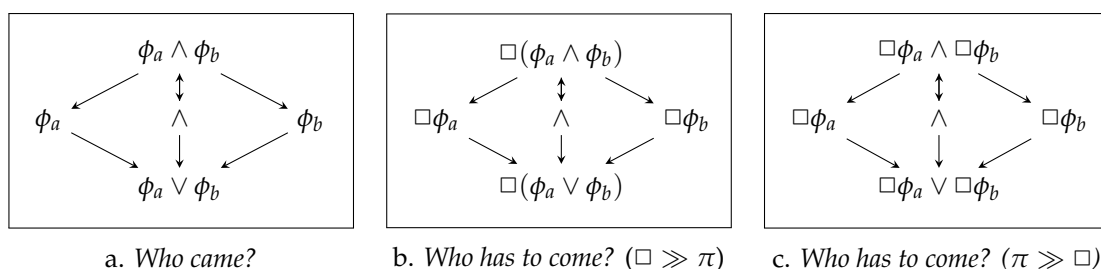 ϕa ∧ ϕb
ϕa ∧ ϕb
ϕa ∨ ϕb
a. Who came?
□(ϕa ∧ ϕb)
□ϕa ∧ □ϕb
□(ϕa ∨ ϕb)
b. Who has to come? (□ ≫ π)
□ϕa ∧ □ϕb
□ϕa ∧ □ϕb
□ϕa ∨ □ϕb
c. Who has to come? (π ≫ □)